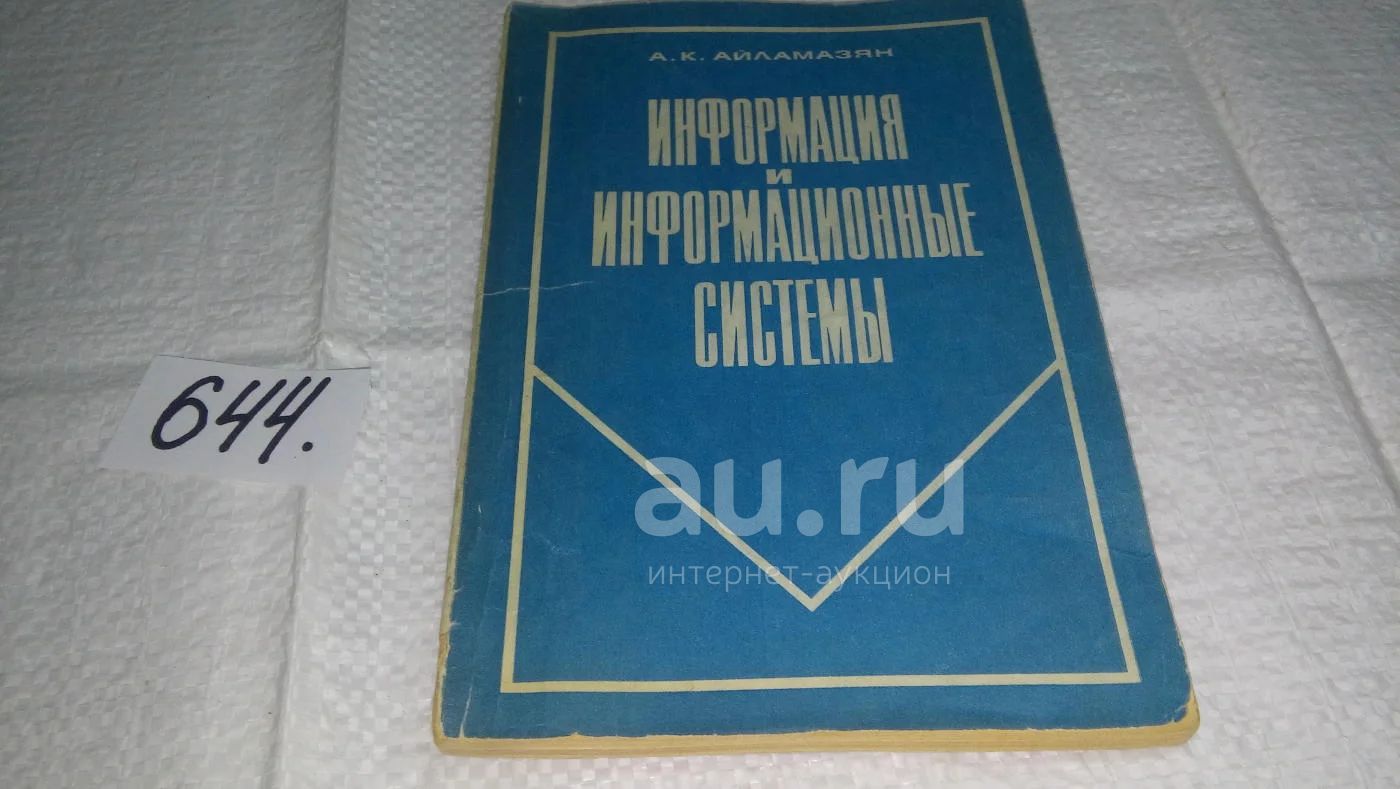 А.К. АЙЛАМАЗЯН
ИНФОРМАЦИЯ
И
ИНФОРМАЦИОННЫЕ
СИСТЕМЫ
644.
au.ru
интернет-аукцион